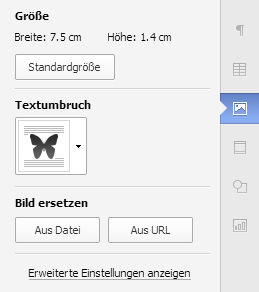 Größe
Breite: 7.5 cm Höhe: 1.4 cm
Standardgröße
Textumbruch
Bild ersetzen
Aus Datei Aus URL
Erweiterte Einstellungen anzeigen